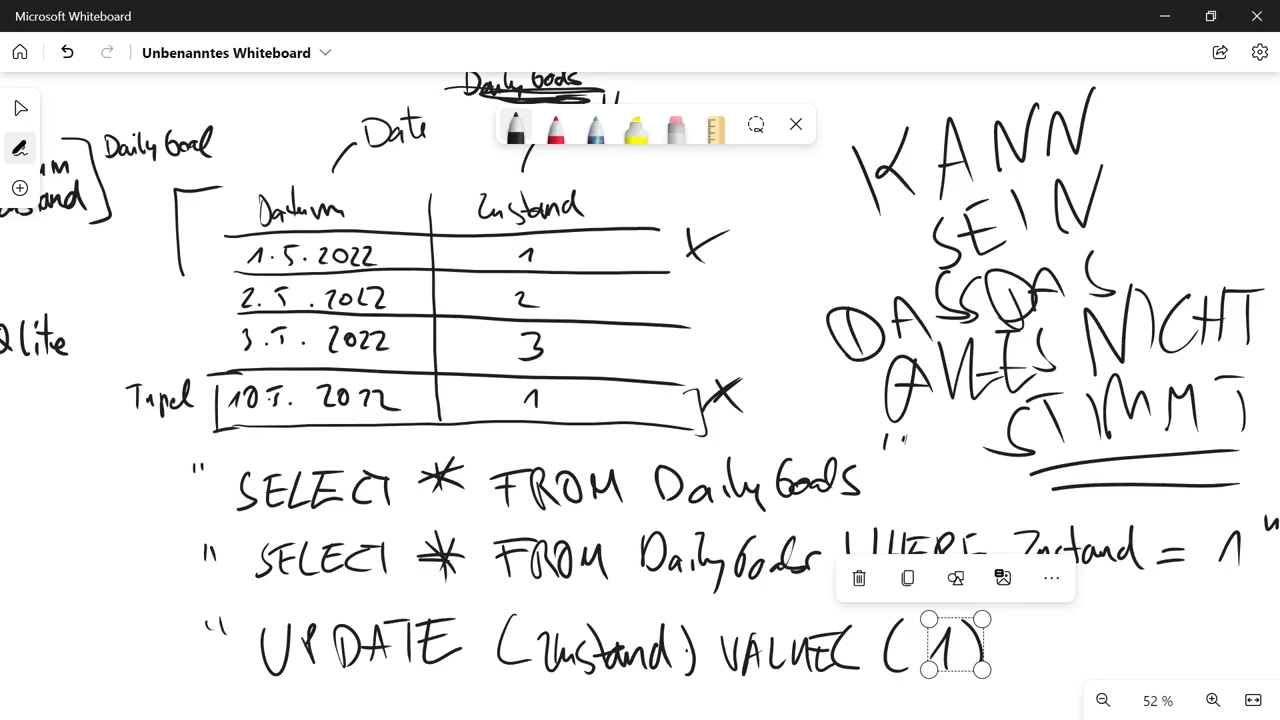 Microsoft Whiteboard
Unbenanntes Whiteboard
Daily Goals
Date
Daily Goal
Datum Zustand
1.5.2022 1
2.5.2022 2
3.5.2022 3
Tupel 10.5.2022 1
KANN
SEIN
DASS DAS
ALLES NICHT
STIMMT
" SELECT * FROM DailyGoals "
" SELECT * FROM DailyGoals WHERE Zustand = 1 "
" UPDATE (Zustand) VALUES (1)
52 %